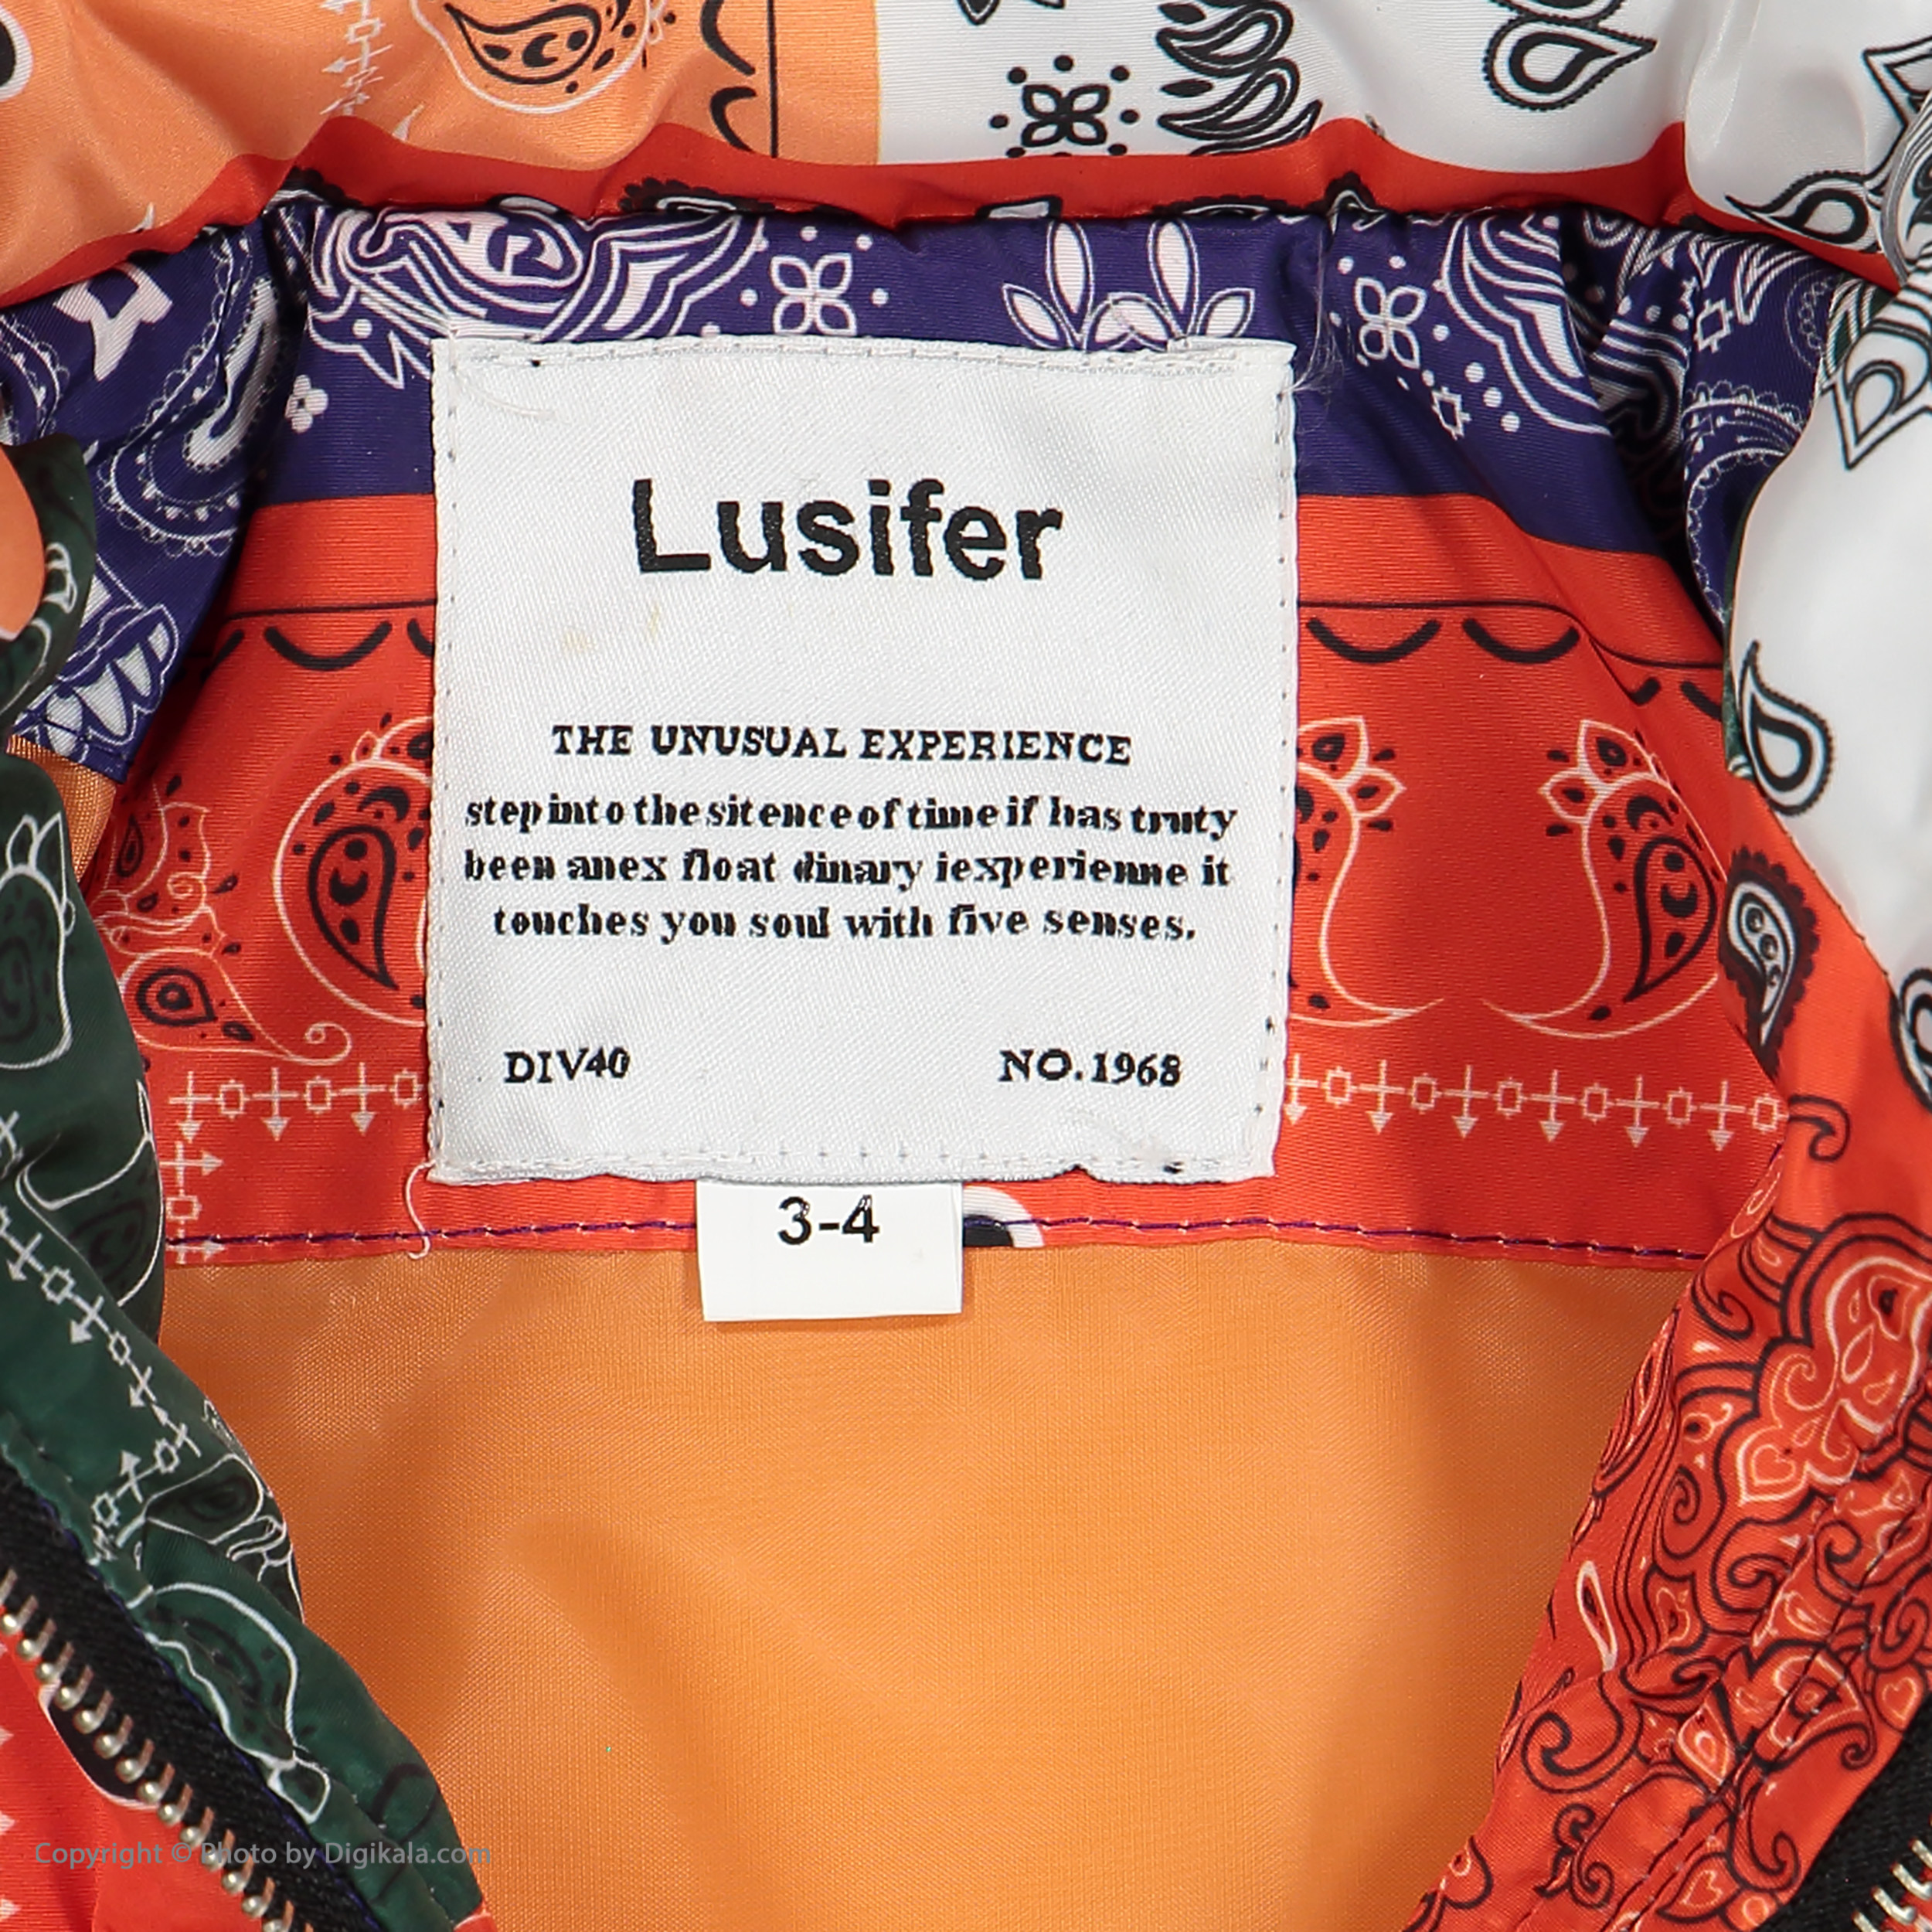 Lusifer
THE UNUSUAL EXPERIENCE
step into the sitence of time if has truty
been anex float dinary iexperienne it
touches you soul with five senses.
DIV40 NO.1968
3-4
Copyright © Photo by Digikala.com